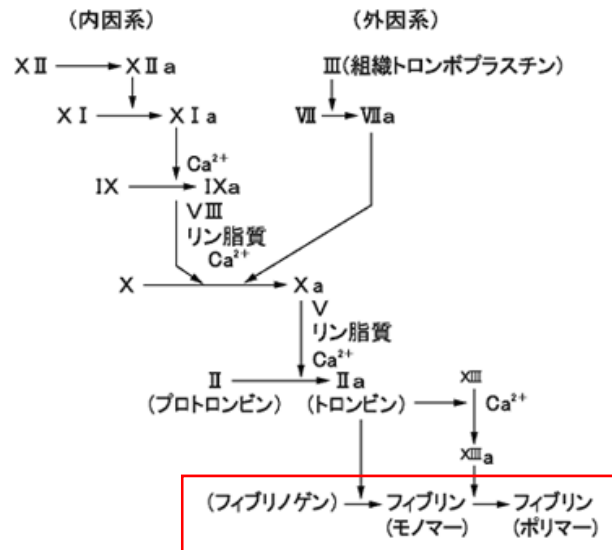 (内因系) (外因系)
XⅡ XⅡa Ⅲ(組織トロンボプラスチン)
XⅠ XⅠa Ⅶ Ⅶa
Ca²⁺
ⅠX ⅠXa
VⅢ
リン脂質
Ca²⁺
X Xa
V
リン脂質
Ca²⁺
Ⅱ Ⅱa XIII
(プロトロンビン) (トロンビン) Ca²⁺
XIIIa
(フィブリノゲン) フィブリン フィブリン
(モノマー) (ポリマー)